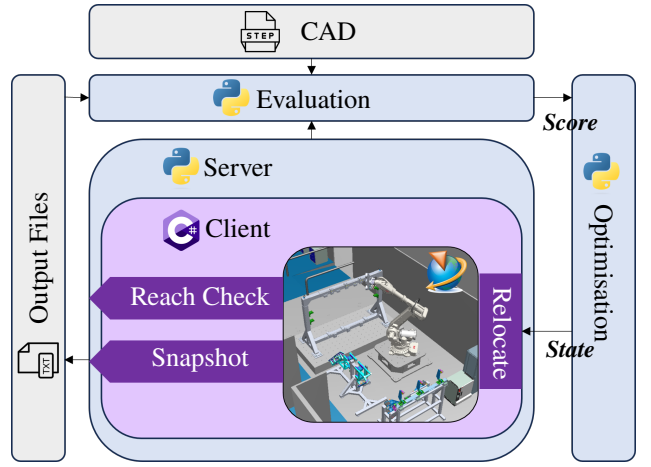 STEP
CAD
Evaluation
Score
Server
Output Files
Optimisation
C#
Client
Reach Check
Relocate
Snapshot
State
TXT